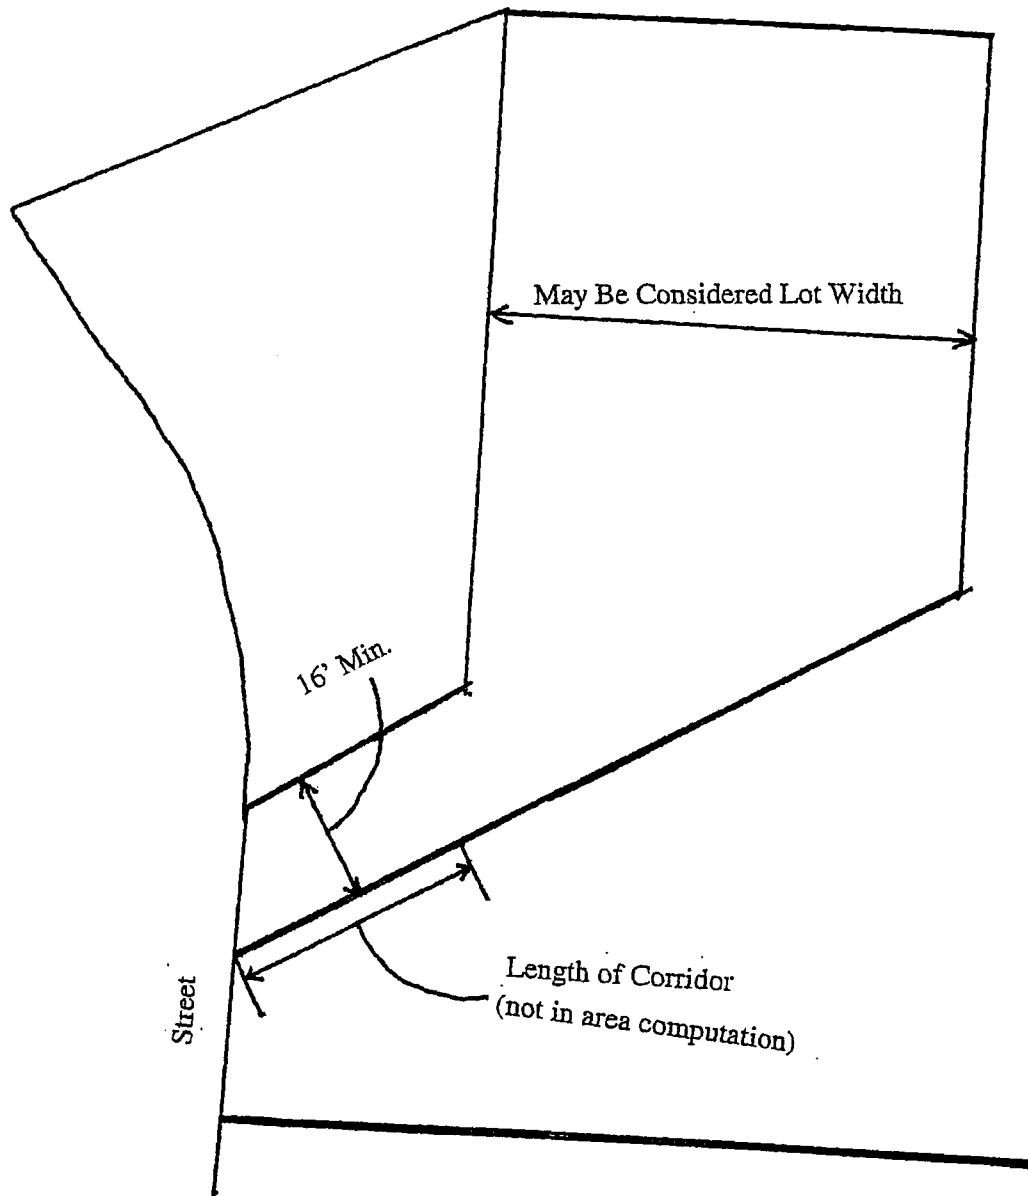 May Be Considered Lot Width
16' Min.
Length of Corridor
(not in area computation)
Street